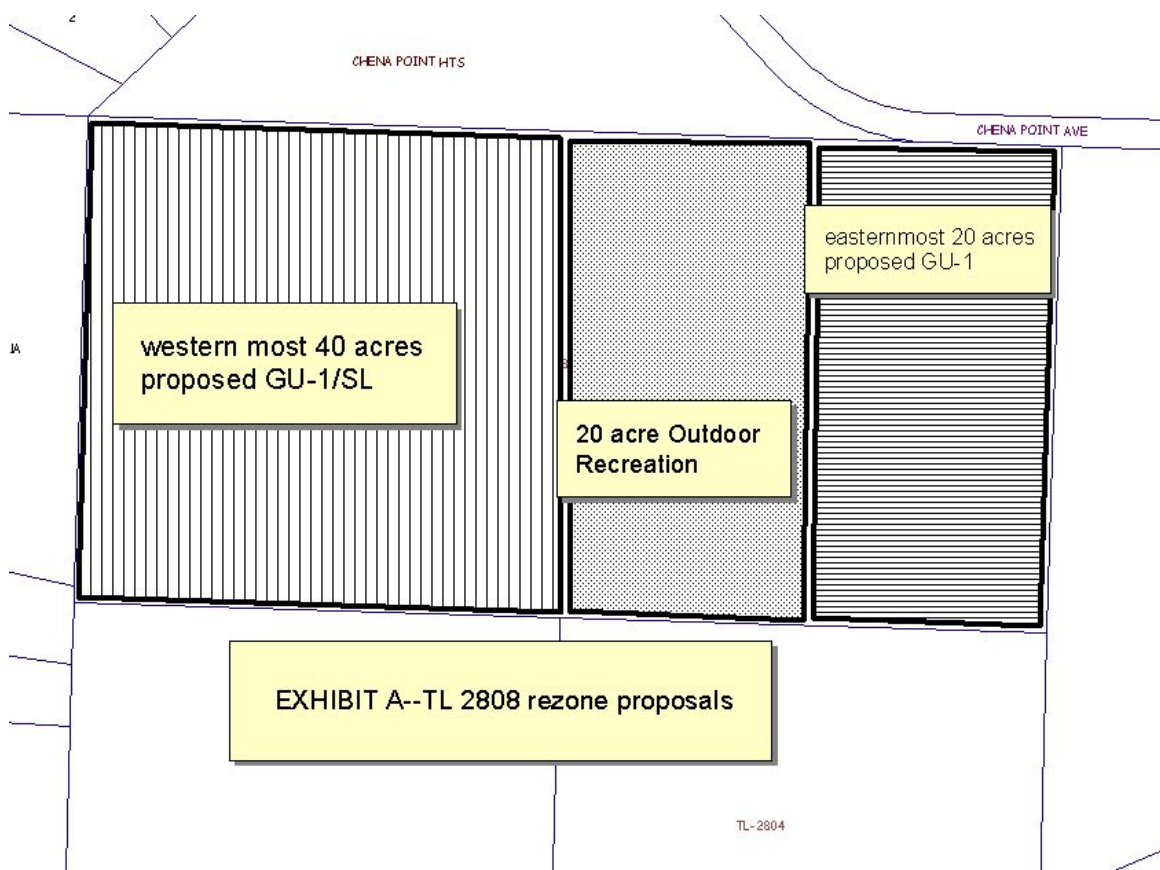 2
CHENA POINT HTS
CHENA POINT AVE
easternmost 20 acres
proposed GU-1
western most 40 acres
proposed GU-1/SL
20 acre Outdoor
Recreation
EXHIBIT A--TL 2808 rezone proposals
TL-2804